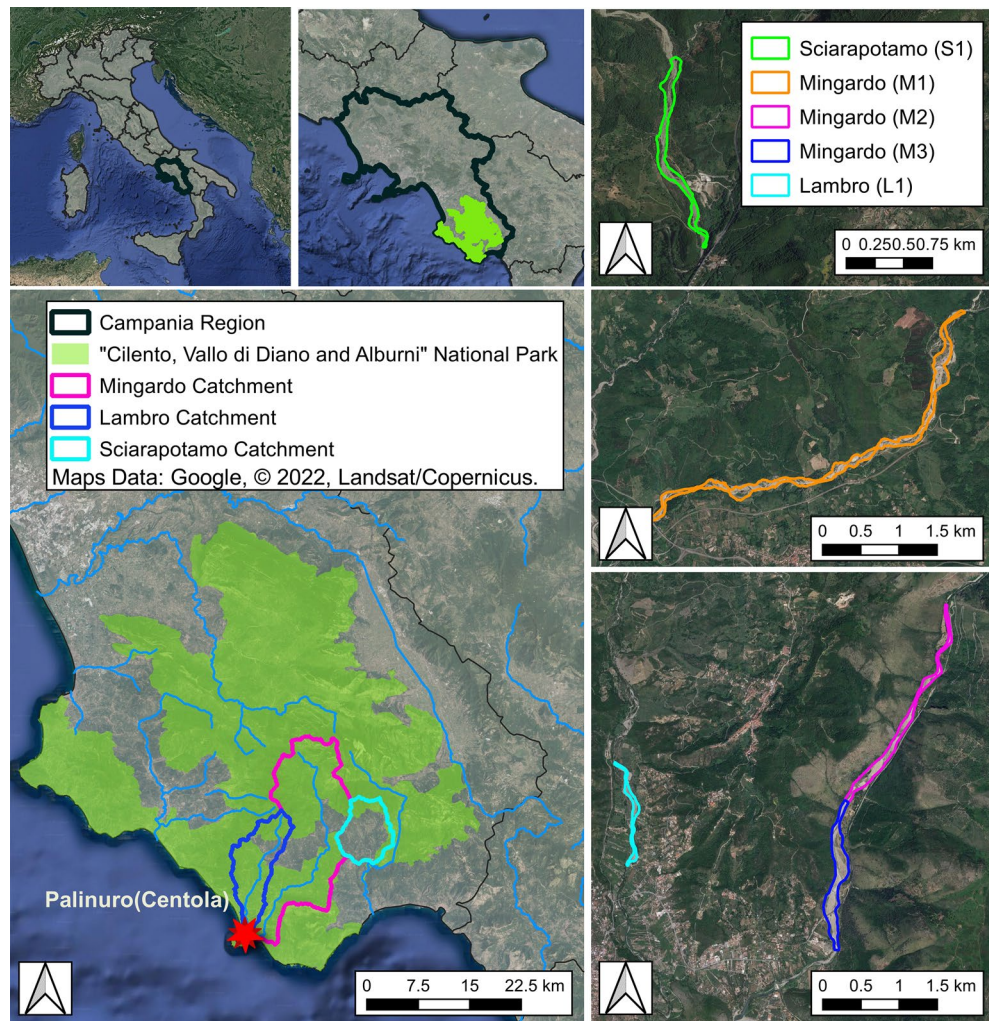 Sciarapotamo (S1)
Mingardo (M1)
Mingardo (M2)
Mingardo (M3)
Lambro (L1)
0 0.250.50.75 km
Campania Region
"Cilento, Vallo di Diano and Alburni" National Park
Mingardo Catchment
Lambro Catchment
Sciarapotamo Catchment
Maps Data: Google, © 2022, Landsat/Copernicus.
0 0.5 1 1.5 km
Palinuro(Centola)
0 7.5 15 22.5 km
0 0.5 1 1.5 km